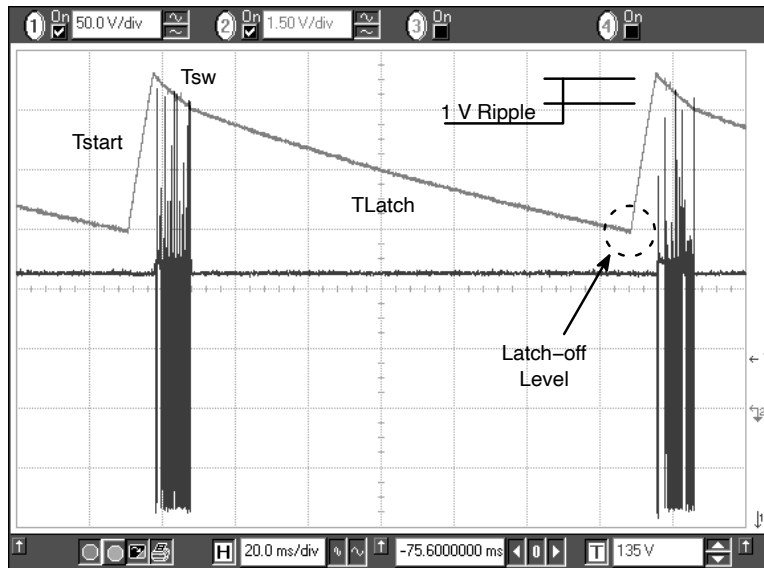 1 On 50.0 V/div 2 On 1.50 V/div 3 On 4 On
Tsw
Tstart
1 V Ripple
TLatch
Latch–off
Level
H 20.0 ms/div -75.6000000 ms 0 T 135 V